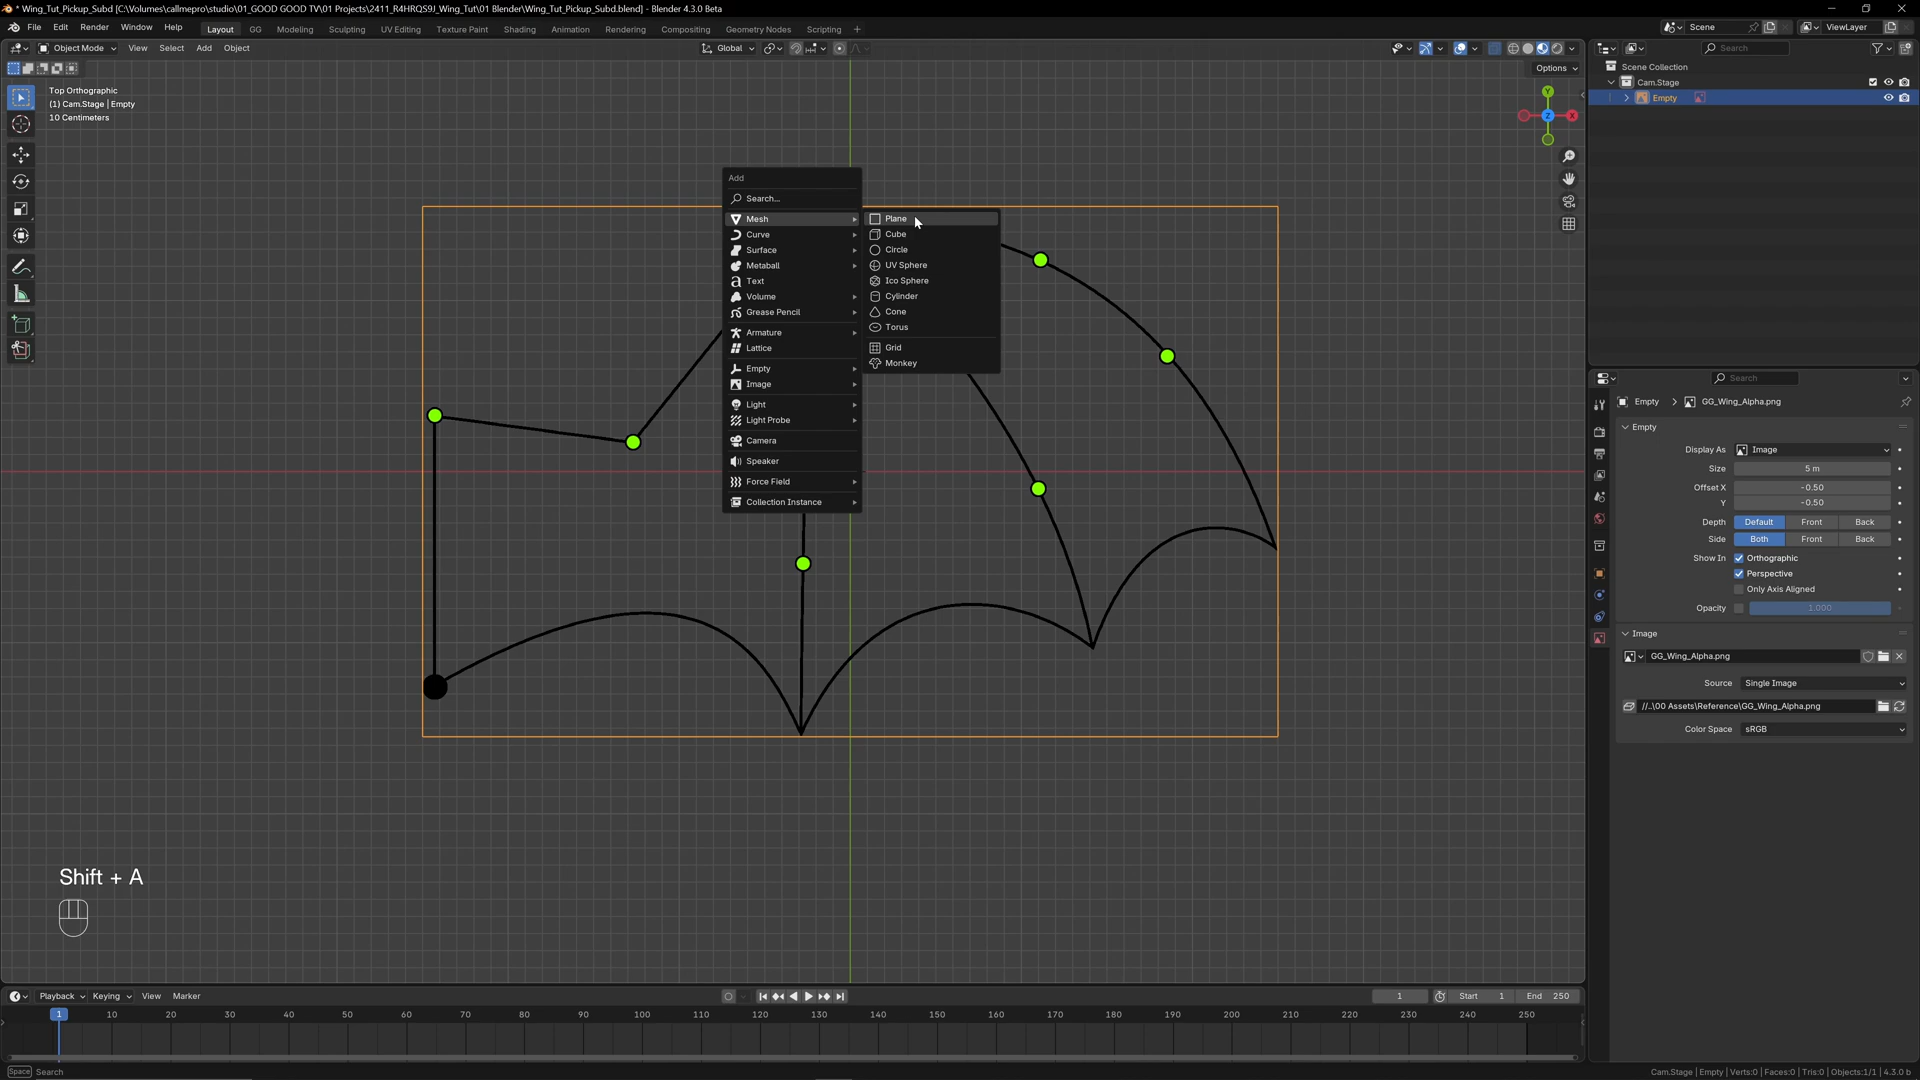 * Wing_Tut_Pickup_Subd [C:\Volumes\callmepro\studio\01_GOOD GOOD TV\01 Projects\2411_R4HRQS9J_Wing_Tut\01 Blender\Wing_Tut_Pickup_Subd.blend] - Blender 4.3.0 Beta
File Edit Render Window Help Layout GG Modeling Sculpting UV Editing Texture Paint Shading Animation Rendering Compositing Geometry Nodes Scripting + Scene ViewLayer
Object Mode View Select Add Object Global Search
Options
Top Orthographic
(1) Cam.Stage | Empty
10 Centimeters
Y
Z X
Scene Collection
Cam.Stage
Empty
Add
Search...
Mesh
Curve
Surface
Metaball
Text
Volume
Grease Pencil
Armature
Lattice
Empty
Image
Light
Light Probe
Camera
Speaker
Force Field
Collection Instance
Plane
Cube
Circle
UV Sphere
Ico Sphere
Cylinder
Cone
Torus
Grid
Monkey
Search
Empty > GG_Wing_Alpha.png
Empty
Display As Image
Size 5 m
Offset X -0.50
Y -0.50
Depth Default Front Back
Side Both Front Back
Show In Orthographic
Perspective
Only Axis Aligned
Opacity 1.000
Image
GG_Wing_Alpha.png
Source Single Image
//..\00 Assets\Reference\GG_Wing_Alpha.png
Color Space sRGB
Shift + A
Playback Keying View Marker 1 Start 1 End 250
1 10 20 30 40 50 60 70 80 90 100 110 120 130 140 150 160 170 180 190 200 210 220 230 240 250
Space Search
Cam.Stage | Empty | Verts:0 | Faces:0 | Tris:0 | Objects:1/1 | 4.3.0 b